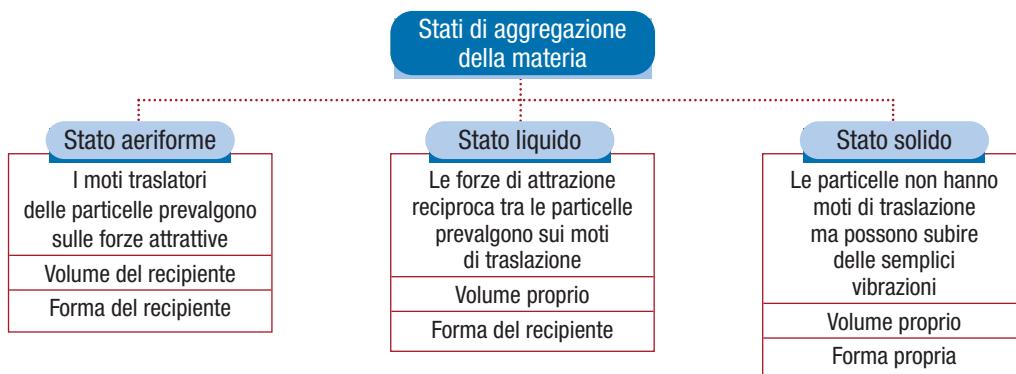 Stati di aggregazione
della materia
Stato aeriforme
I moti traslatori
delle particelle prevalgono
sulle forze attrattive
Volume del recipiente
Forma del recipiente
Stato liquido
Le forze di attrazione
reciproca tra le particelle
prevalgono sui moti
di traslazione
Volume proprio
Forma del recipiente
Stato solido
Le particelle non hanno
moti di traslazione
ma possono subire
delle semplici
vibrazioni
Volume proprio
Forma propria